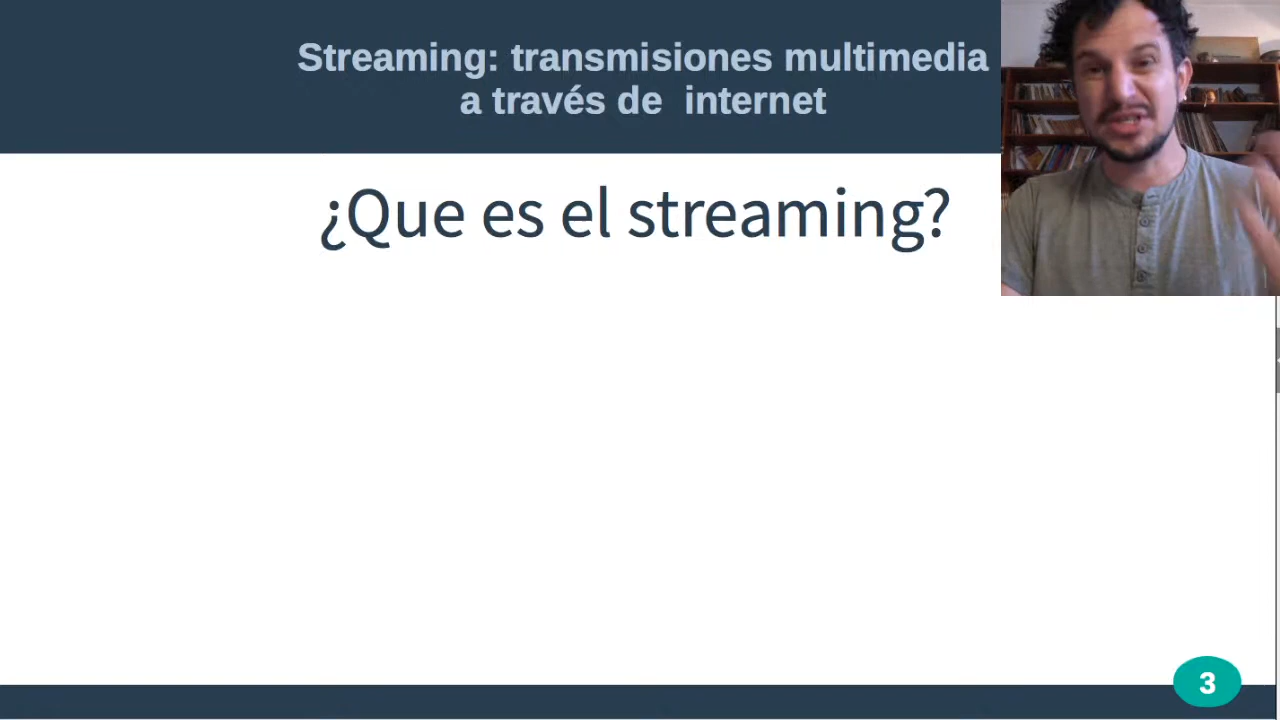 Streaming: transmisiones multimedia
a través de  internet
¿Que es el streaming?
3